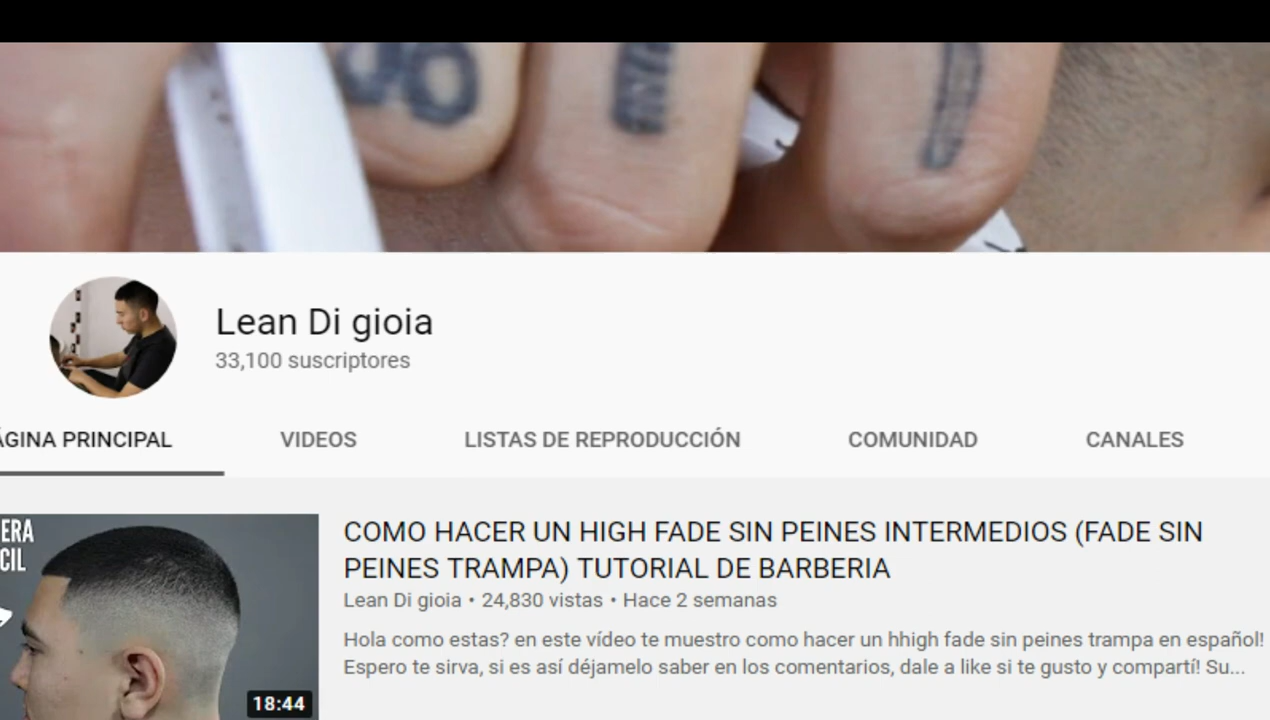 Lean Di gioia
33,100 suscriptores
ÁGINA PRINCIPAL VIDEOS LISTAS DE REPRODUCCIÓN COMUNIDAD CANALES
ERA
CIL
18:44
COMO HACER UN HIGH FADE SIN PEINES INTERMEDIOS (FADE SIN
PEINES TRAMPA) TUTORIAL DE BARBERIA
Lean Di gioia • 24,830 vistas • Hace 2 semanas
Hola como estas? en este vídeo te muestro como hacer un hhigh fade sin peines trampa en español!
Espero te sirva, si es así déjamelo saber en los comentarios, dale a like si te gusto y compartí! Su...